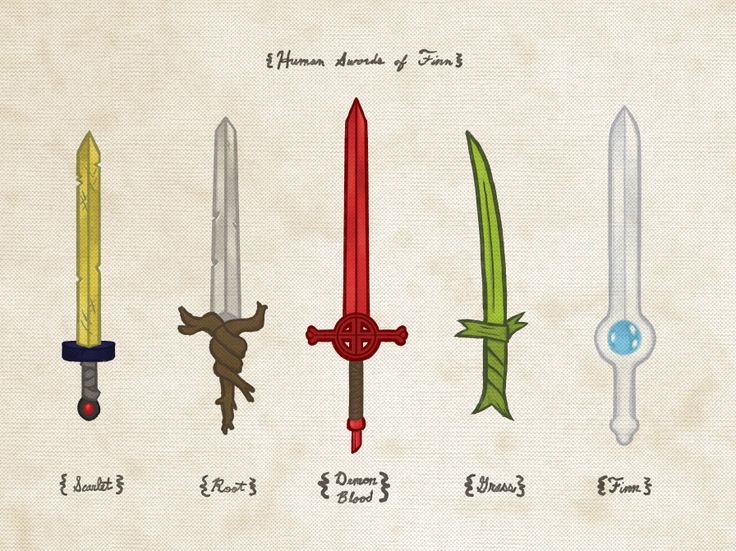 {Human Swords of Finn}
{Scarlet}
{Root}
{Demon
Blood}
{Grass}
{Finn}